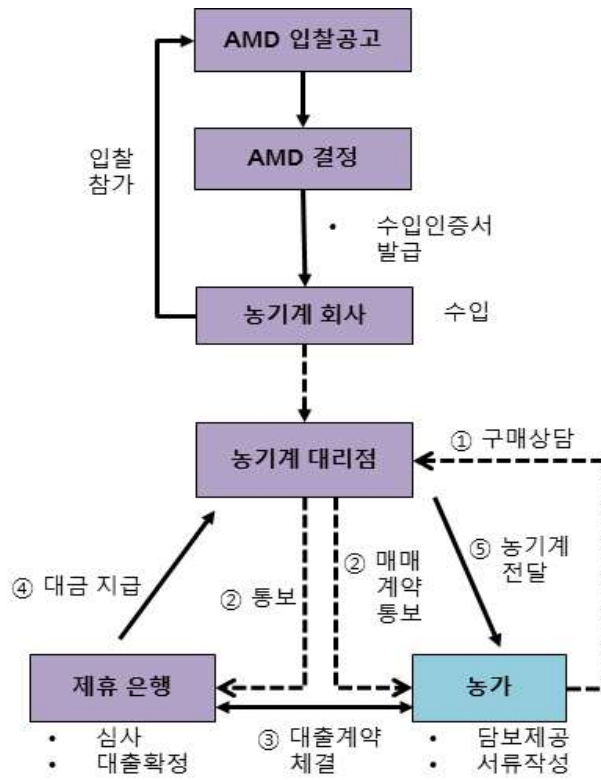 AMD 입찰공고
입찰
참가
AMD 결정
• 수입인증서
발급
농기계 회사
수입
농기계 대리점
① 구매상담
④ 대금 지급
② 통보
② 매매
계약
통보
⑤ 농기계
전달
제휴 은행
농가
• 심사
• 대출확정
③ 대출계약
체결
• 담보제공
• 서류작성